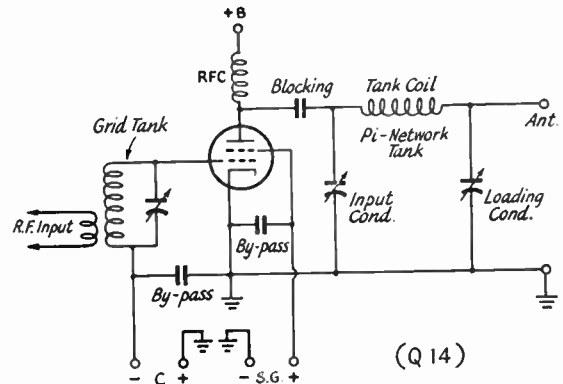 +B
RFC
Blocking
Tank Coil
Ant.
Grid Tank
Pi-Network
Tank
R.F. Input
Input
Cond.
Loading
Cond.
By-pass
By-pass
- C + - S.G. +
(Q 14)